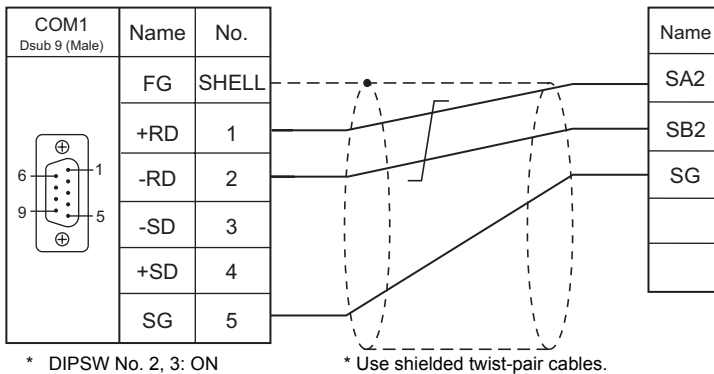 COM1
Dsub 9 (Male)
Name No.
FG SHELL
+RD 1
-RD 2
-SD 3
+SD 4
SG 5
6 1
9 5
Name
SA2
SB2
SG
* DIPSW No. 2, 3: ON
* Use shielded twist-pair cables.